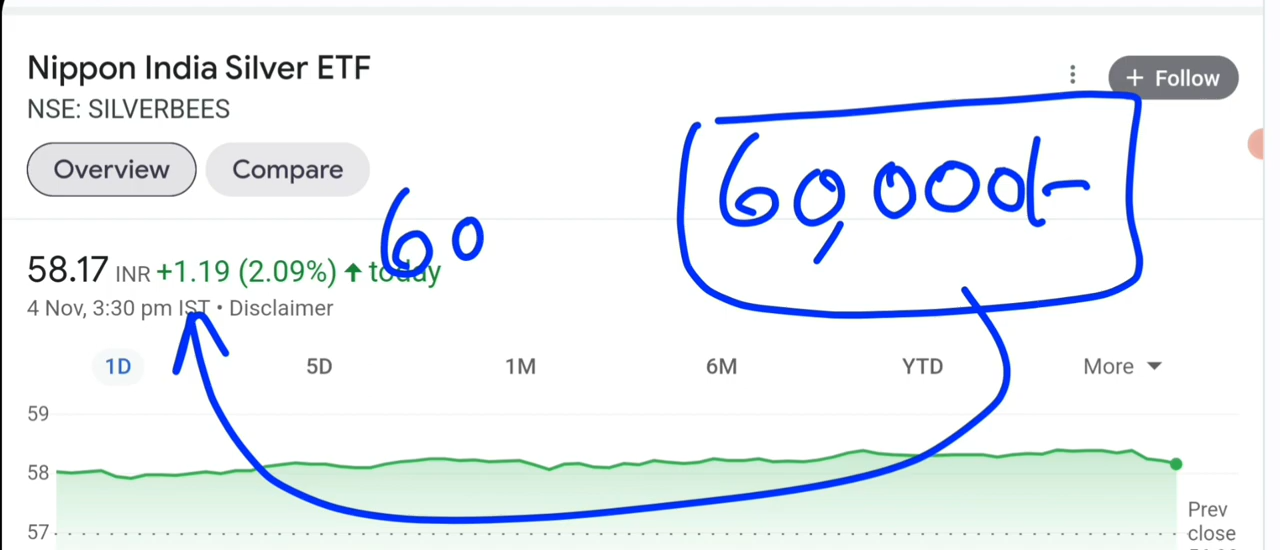 Nippon India Silver ETF
+ Follow
NSE: SILVERBEES
Overview
Compare
60,000/-
60
58.17 INR +1.19 (2.09%) ↑ today
4 Nov, 3:30 pm IST • Disclaimer
1D 5D 1M 6M YTD More
59
58
57
Prev
close